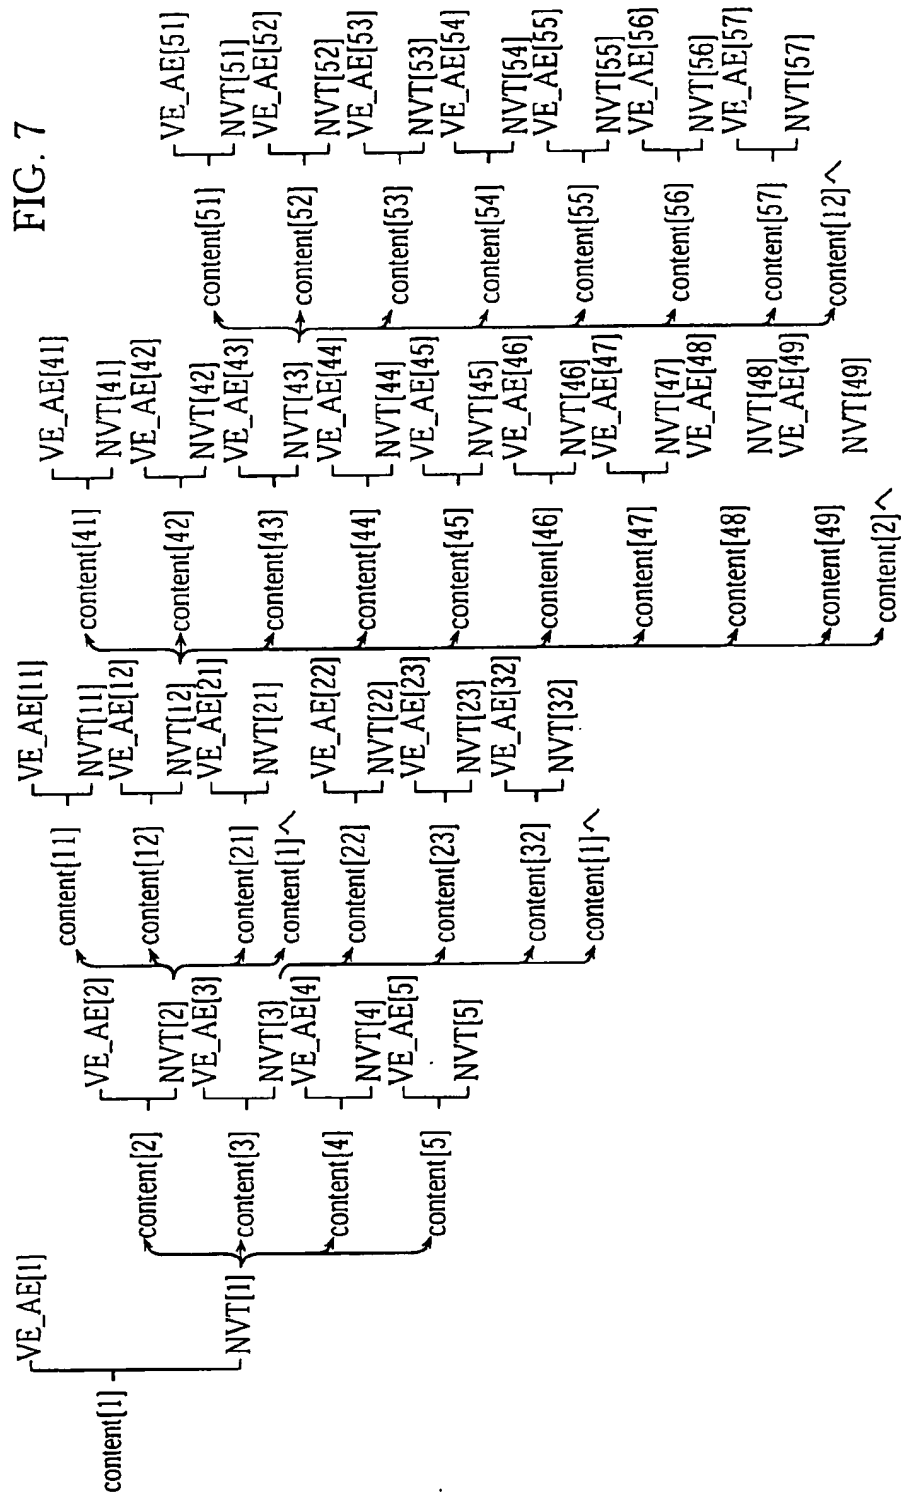 FIG. 7
content[1]
VE_AE[1]
NVT[1]
content[2]
content[3]
content[4]
content[5]
VE_AE[2]
NVT[2]
VE_AE[3]
NVT[3]
VE_AE[4]
NVT[4]
VE_AE[5]
NVT[5]
content[11]
content[12]
content[21]
content[1]へ
content[22]
content[23]
content[32]
content[1]へ
VE_AE[11]
NVT[11]
VE_AE[12]
NVT[12]
VE_AE[21]
NVT[21]
VE_AE[22]
NVT[22]
VE_AE[23]
NVT[23]
VE_AE[32]
NVT[32]
content[41]
content[42]
content[43]
content[44]
content[45]
content[46]
content[47]
content[48]
content[49]
content[2]へ
VE_AE[41]
NVT[41]
VE_AE[42]
NVT[42]
VE_AE[43]
NVT[43]
VE_AE[44]
NVT[44]
VE_AE[45]
NVT[45]
VE_AE[46]
NVT[46]
VE_AE[47]
NVT[47]
VE_AE[48]
NVT[48]
VE_AE[49]
NVT[49]
content[51]
content[52]
content[53]
content[54]
content[55]
content[56]
content[57]
content[12]へ
VE_AE[51]
NVT[51]
VE_AE[52]
NVT[52]
VE_AE[53]
NVT[53]
VE_AE[54]
NVT[54]
VE_AE[55]
NVT[55]
VE_AE[56]
NVT[56]
VE_AE[57]
NVT[57]